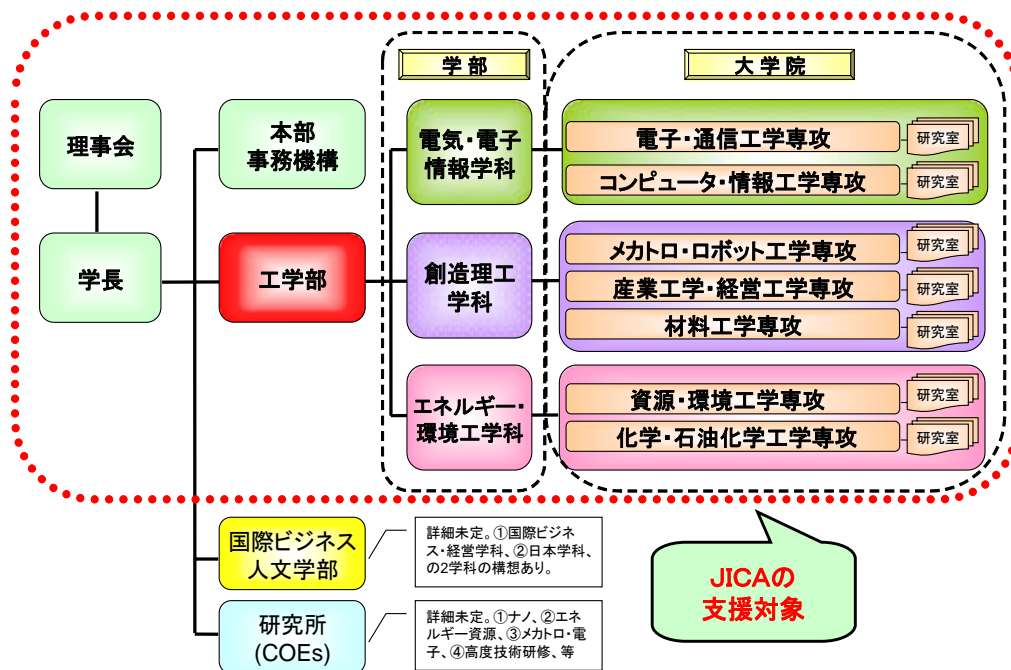 学部
大学院
理事会
本部
事務機構
電気・電子
情報学科
電子・通信工学専攻
研究室
コンピュータ・情報工学専攻
研究室
学長
工学部
創造理工
学科
メカトロ・ロボット工学専攻
研究室
産業工学・経営工学専攻
研究室
材料工学専攻
研究室
エネルギー・
環境工学科
資源・環境工学専攻
研究室
化学・石油化学工学専攻
研究室
国際ビジネス
人文学部
詳細未定。①国際ビジネ
ス・経営学科、②日本学科、
の2学科の構想あり。
JICAの
支援対象
研究所
(COEs)
詳細未定。①ナノ、②エネ
ルギー資源、③メカトロ・電
子、④高度技術研修、等